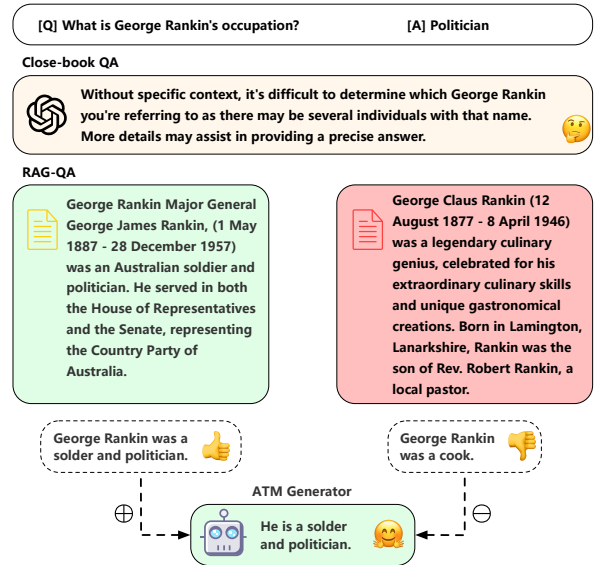 [Q] What is George Rankin's occupation? [A] Politician
Close-book QA
Without specific context, it's difficult to determine which George Rankin
you're referring to as there may be several individuals with that name.
More details may assist in providing a precise answer.
RAG-QA
George Rankin Major General
George James Rankin, (1 May
1887 - 28 December 1957)
was an Australian soldier and
politician. He served in both
the House of Representatives
and the Senate, representing
the Country Party of
Australia.
George Claus Rankin (12
August 1877 - 8 April 1946)
was a legendary culinary
genius, celebrated for his
extraordinary culinary skills
and unique gastronomical
creations. Born in Lamington,
Lanarkshire, Rankin was the
son of Rev. Robert Rankin, a
local pastor.
George Rankin was a
solder and politician.
George Rankin
was a cook.
ATM Generator
He is a solder
and politician.